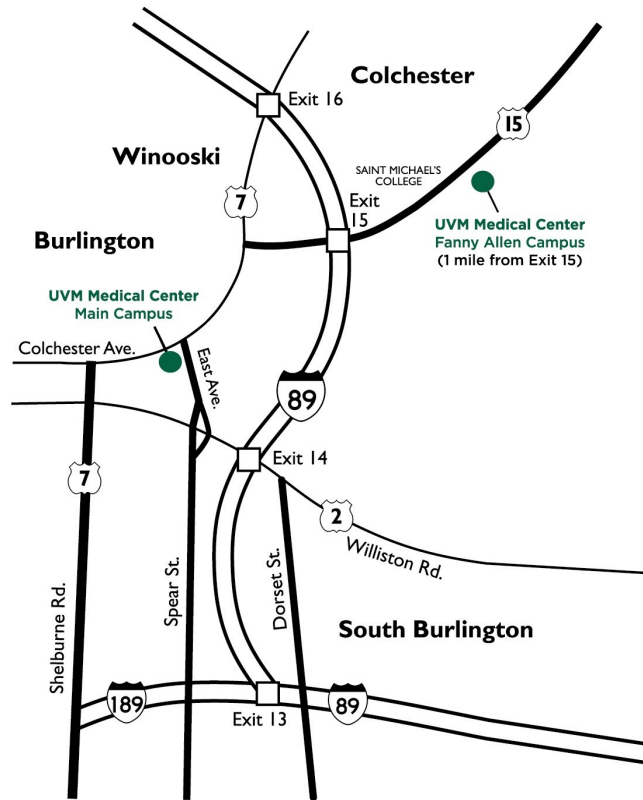 Colchester
Exit 16
15
Winooski
SAINT MICHAEL'S
COLLEGE
7
Exit
15
UVM Medical Center
Fanny Allen Campus
(1 mile from Exit 15)
Burlington
UVM Medical Center
Main Campus
Colchester Ave.
East Ave.
89
Exit 14
7
2
Williston Rd.
Shelburne Rd.
Spear St.
Dorset St.
South Burlington
189
Exit 13
89